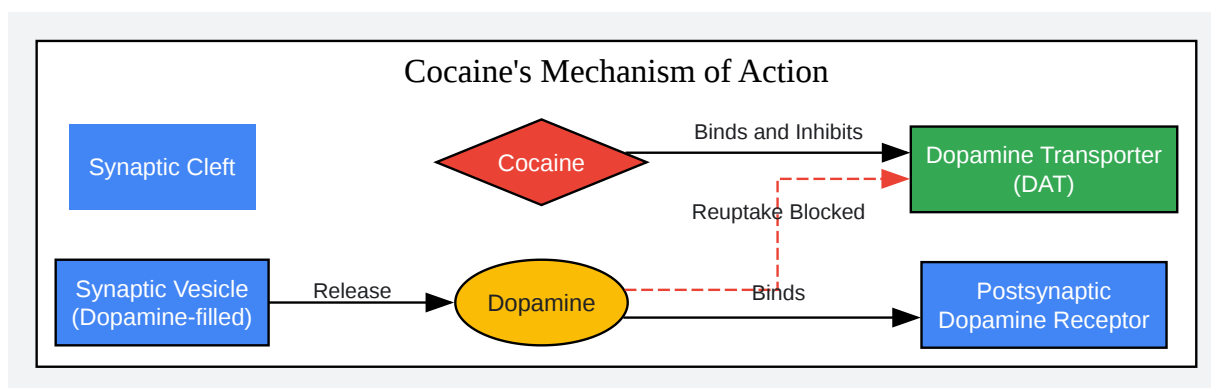 Cocaine's Mechanism of Action
Synaptic Cleft
Cocaine
Binds and Inhibits
Dopamine Transporter
(DAT)
Reuptake Blocked
Synaptic Vesicle
(Dopamine-filled)
Release
Dopamine
Binds
Postsynaptic
Dopamine Receptor